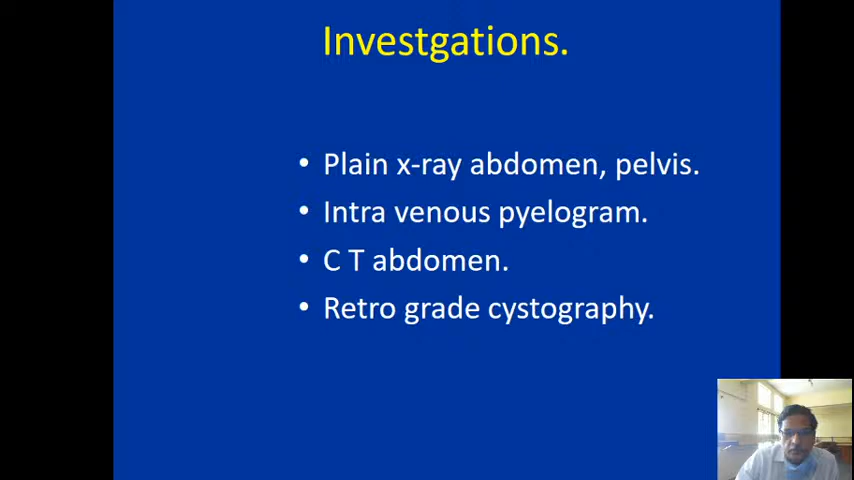 Investgations.
• Plain x-ray abdomen, pelvis.
• Intra venous pyelogram.
• C T abdomen.
• Retro grade cystography.